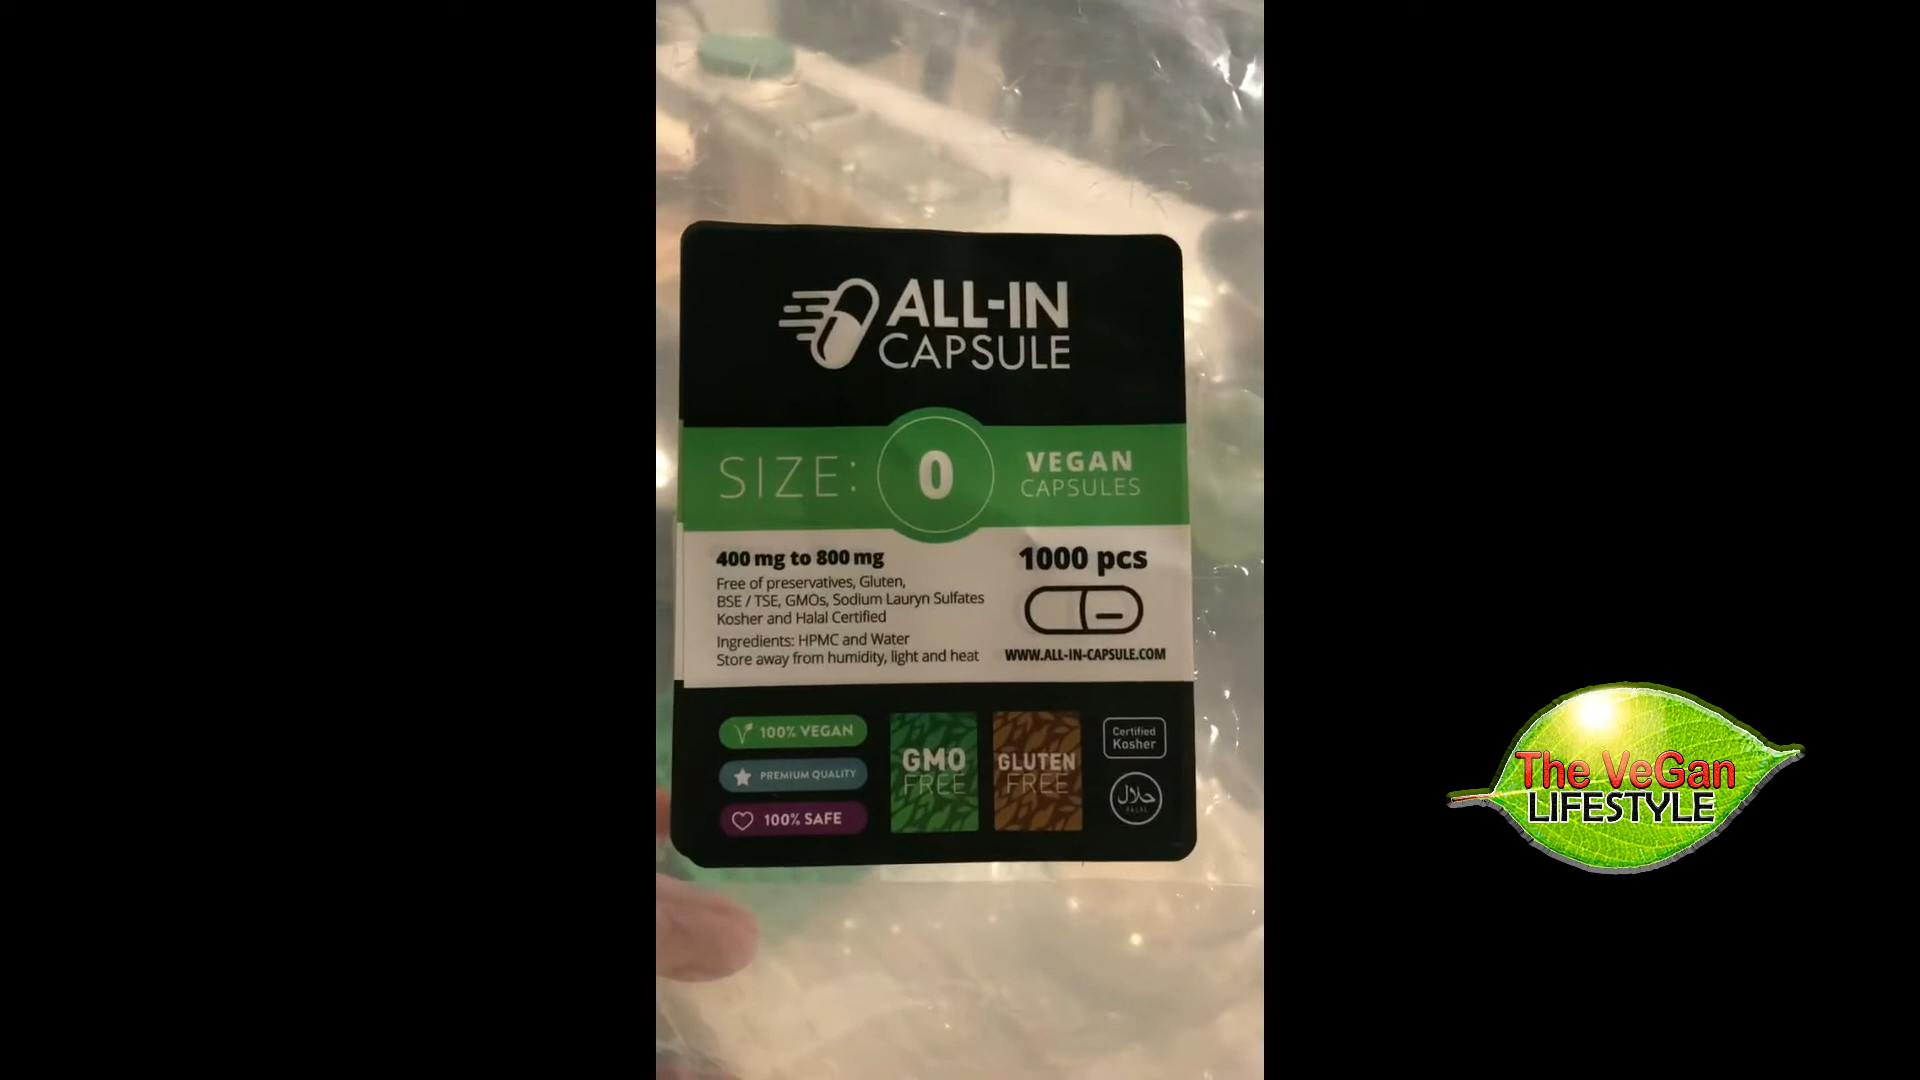 ALL-IN
CAPSULE
SIZE: 0
VEGAN
CAPSULES
400 mg to 800 mg
Free of preservatives, Gluten,
BSE / TSE, GMOs, Sodium Lauryn Sulfates
Kosher and Halal Certified
Ingredients: HPMC and Water
Store away from humidity, light and heat
1000 pcs
WWW.ALL-IN-CAPSULE.COM
100% VEGAN
PREMIUM QUALITY
100% SAFE
GMO
FREE
GLUTEN
FREE
Certified
Kosher
حلال
HALAL
The VeGan
LIFESTYLE